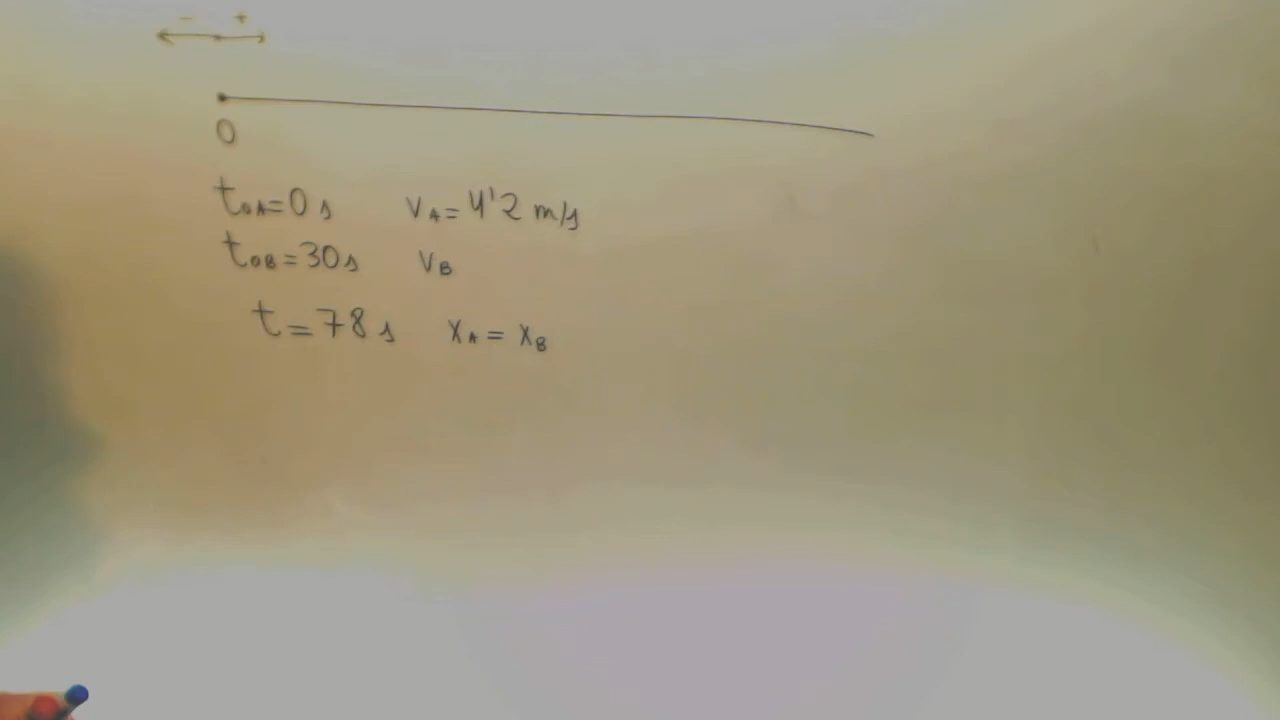 - +
0
t₀A=0 s vA= 4'2 m/s
t₀B=30 s vB
t=78 s xA = xB